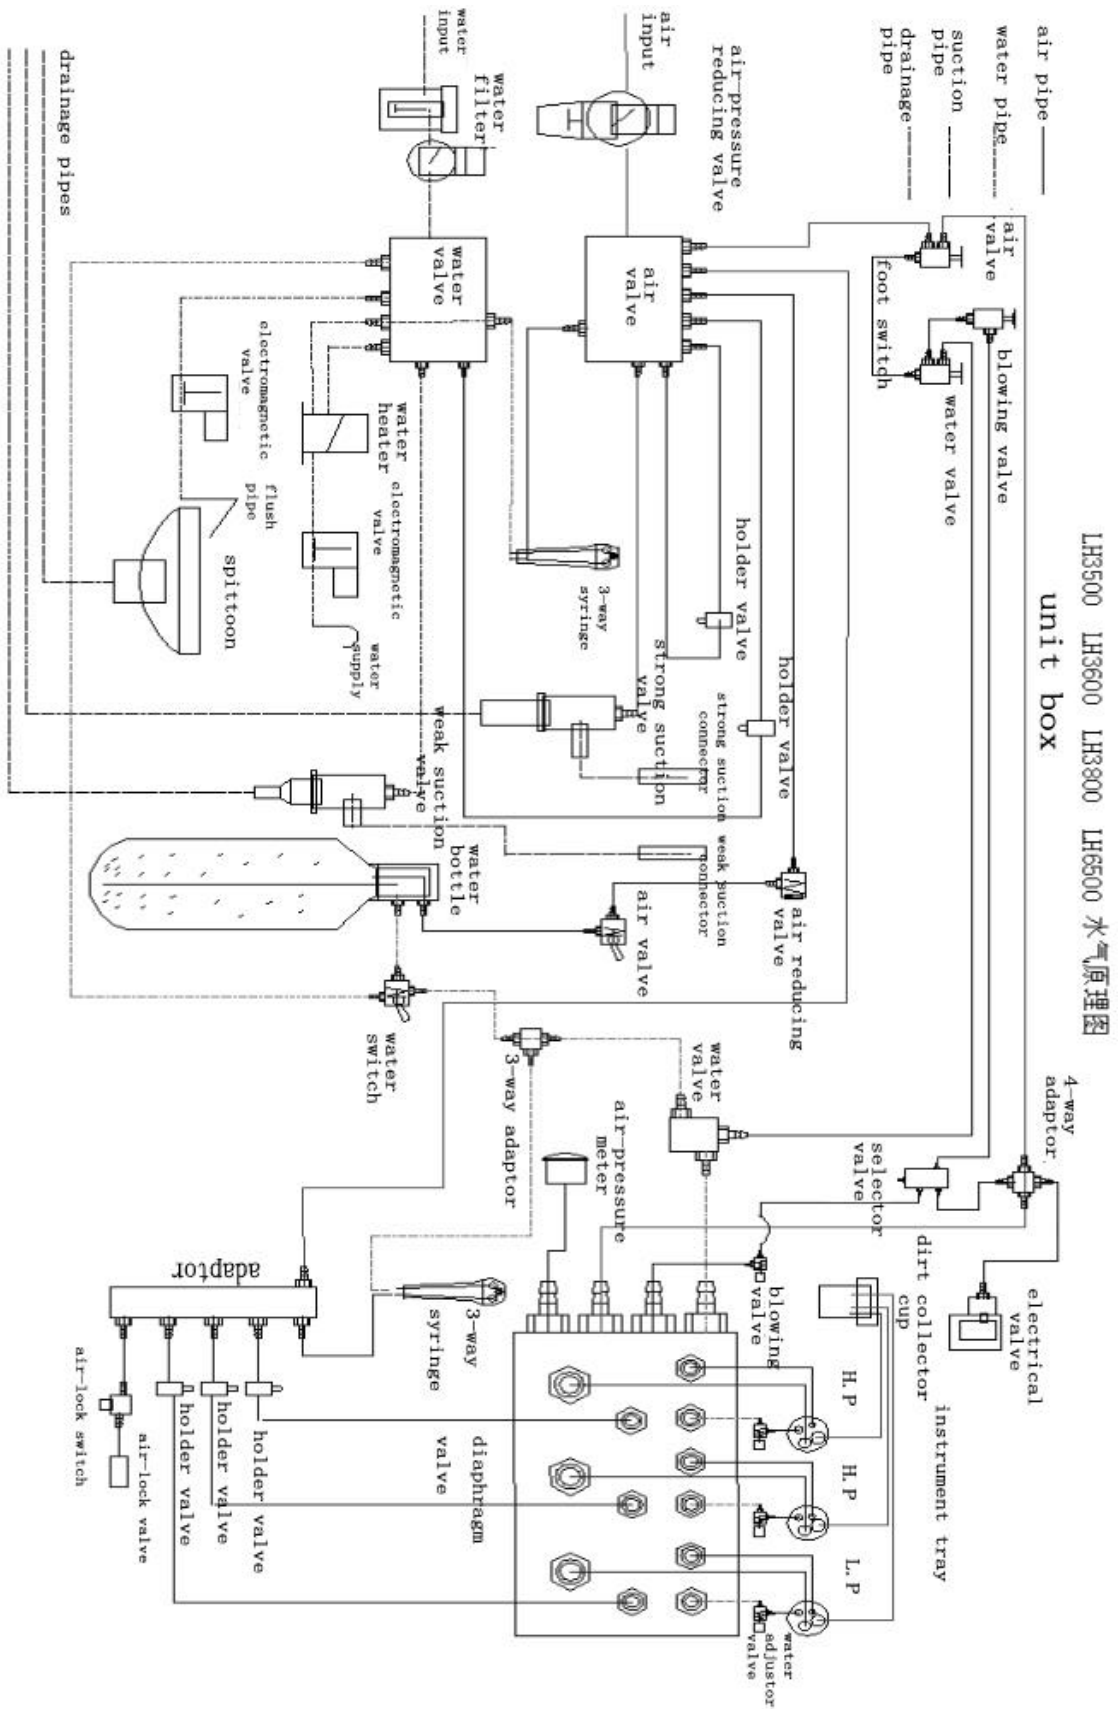 LH3500 LH3600 LH3800 LH6500 水气原理图
unit box
air pipe
water pipe
suction
pipe
drainage
pipe
air
valve
foot switch
blowing valve
water valve
air-pressure
reducing valve
air
input
water
input
water
filter
air
valve
water
valve
drainage pipes
electromagnetic
valve
flush
pipe
spittoon
water
heater
electromagnetic
valve
water
supply
3-way
syringe
holder valve
holder valve
strong suction
valve
strong suction
connector
weak suction
valve
weak suction
connector
water
bottle
air valve
air reducing
valve
water
switch
3-way adaptor
water
valve
air-pressure
meter
4-way
adaptor
selector
valve
electrical
valve
dirt collector
cup
instrument tray
blowing
valve
H.P
H.P
L.P
water
adjustor
valve
diaphragm
valve
3-way
syringe
adaptor
holder valve
holder valve
holder valve
air-lock valve
air-lock switch